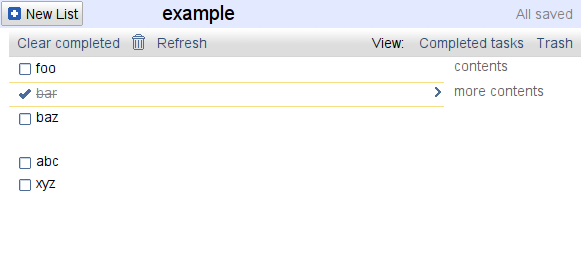 New List example All saved
Clear completed Refresh View: Completed tasks Trash
foo contents
bar more contents
baz
abc
xyz